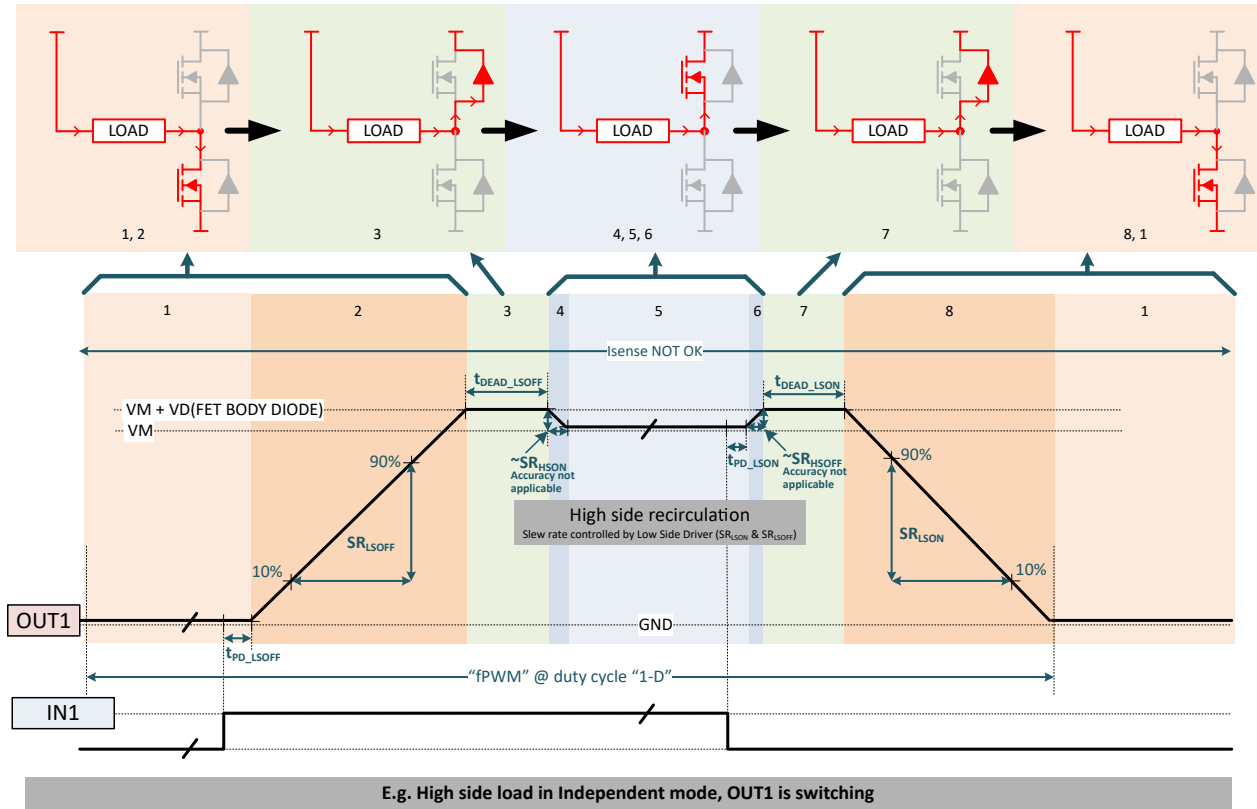 LOAD
LOAD
LOAD
LOAD
LOAD
1, 2
3
4, 5, 6
7
8, 1
1
2
3
4
5
6
7
8
1
Isense NOT OK
tDEAD_LSOFF
tDEAD_LSON
VM + VD(FET BODY DIODE)
VM
90%
~SRHSON
Accuracy not
applicable
tPD_LSON
~SRHSOFF
Accuracy not
applicable
90%
High side recirculation
Slew rate controlled by Low Side Driver (SRLSON & SRLSOFF)
SRLSOFF
SRLSON
10%
10%
OUT1
GND
tPD_LSOFF
“fPWM” @ duty cycle “1-D”
IN1
E.g. High side load in Independent mode, OUT1 is switching